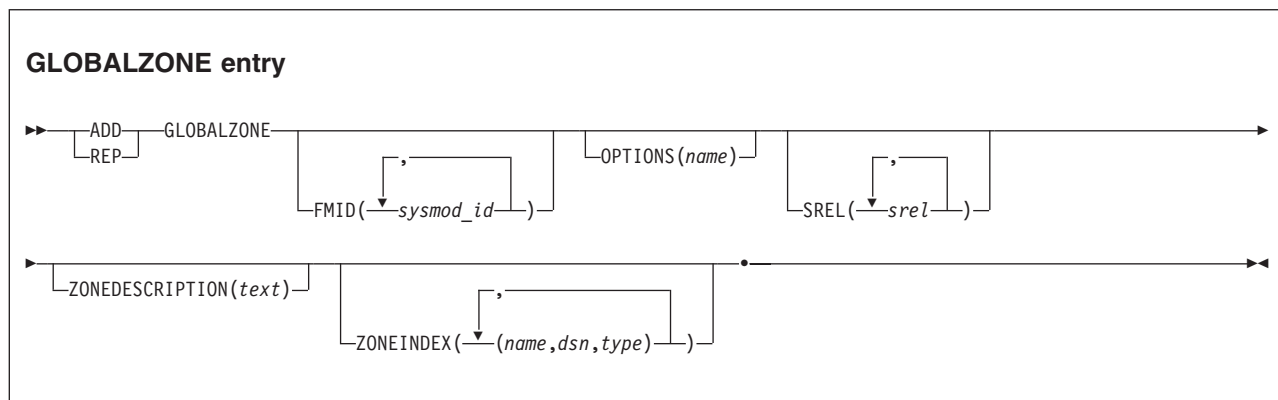 GLOBALZONE entry
ADD GLOBALZONE
REP
,
FMID( sysmod_id )
OPTIONS(name)
,
SREL( srel )
ZONEDESCRIPTION(text)
,
ZONEINDEX( (name,dsn,type) )
.